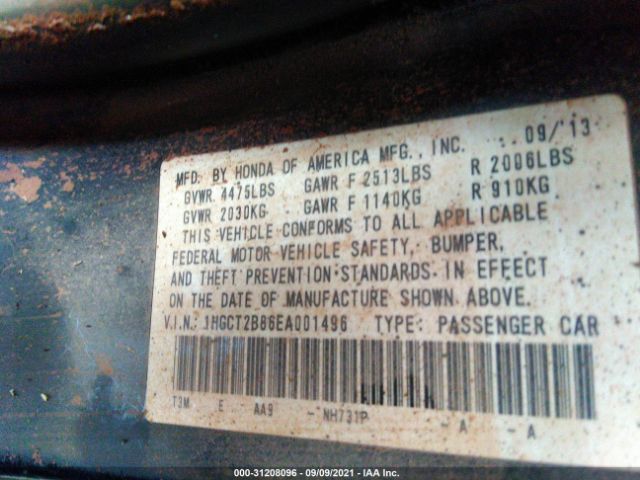 09/'13
MFD. BY HONDA OF AMERICA MFG., INC.
GVWR 4475LBS GAWR F 2513LBS R 2006LBS
GVWR 2030KG GAWR F 1140KG R 910KG
THIS VEHICLE CONFORMS TO ALL APPLICABLE
FEDERAL MOTOR VEHICLE SAFETY, BUMPER,
AND THEFT PREVENTION STANDARDS IN EFFECT
ON THE DATE OF MANUFACTURE SHOWN ABOVE.
V.I.N.: 1HGCT2B86EA001496 TYPE: PASSENGER CAR
T3M E AA9 - NH731P - A - A
000-31208096 - 09/09/2021 - IAA Inc.